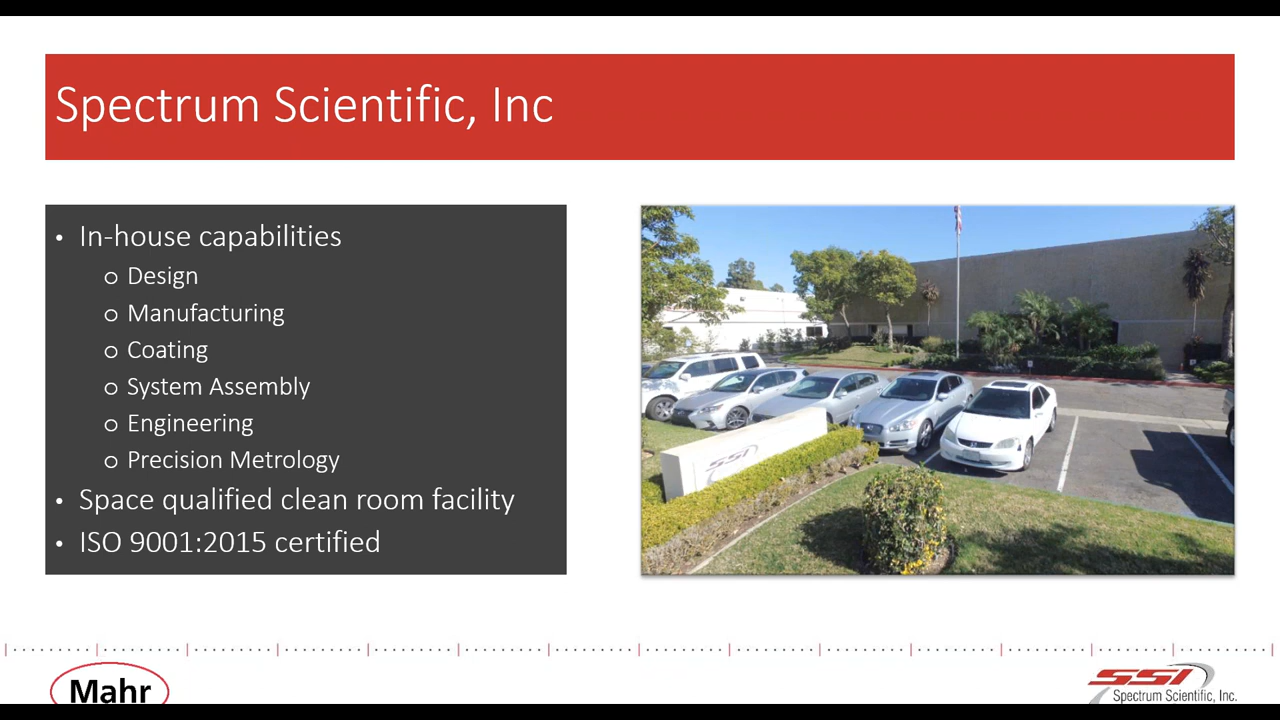 Spectrum Scientific, Inc
• In-house capabilities
o Design
o Manufacturing
o Coating
o System Assembly
o Engineering
o Precision Metrology
• Space qualified clean room facility
• ISO 9001:2015 certified
SSI
Mahr
SSI
Spectrum Scientific, Inc.